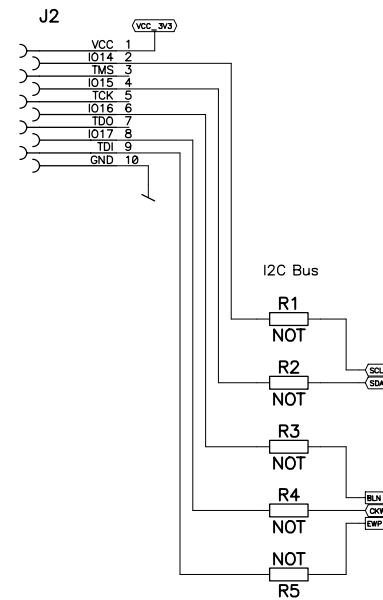 J2
VCC_3V3
VCC 1
IO14 2
TMS 3
IO15 4
TCK 5
IO16 6
TDO 7
IO17 8
TDI 9
GND 10
I2C Bus
R1
NOT
SCL
R2
SDA
NOT
R3
NOT
BLN
R4
CKW
NOT
EWP
NOT
R5